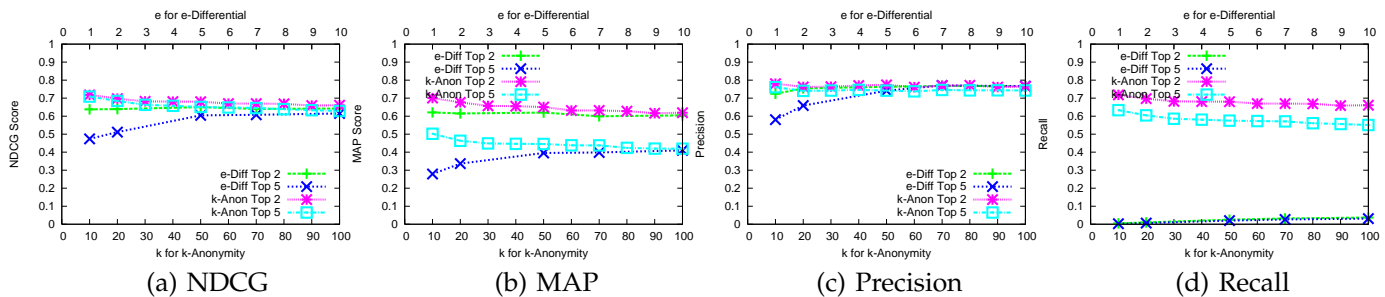 e for e-Differential
0 1 2 3 4 5 6 7 8 9 10
NDCG Score
1
0.9
0.8
0.7
0.6
0.5
0.4
0.3
0.2
0.1
0
e-Diff Top 2
e-Diff Top 5
k-Anon Top 2
k-Anon Top 5
0 10 20 30 40 50 60 70 80 90 100
k for k-Anonymity
(a) NDCG
e for e-Differential
0 1 2 3 4 5 6 7 8 9 10
MAP Score
1
0.9
0.8
0.7
0.6
0.5
0.4
0.3
0.2
0.1
0
e-Diff Top 2
e-Diff Top 5
k-Anon Top 2
k-Anon Top 5
0 10 20 30 40 50 60 70 80 90 100
k for k-Anonymity
(b) MAP
e for e-Differential
0 1 2 3 4 5 6 7 8 9 10
Precision
1
0.9
0.8
0.7
0.6
0.5
0.4
0.3
0.2
0.1
0
e-Diff Top 2
e-Diff Top 5
k-Anon Top 2
k-Anon Top 5
0 10 20 30 40 50 60 70 80 90 100
k for k-Anonymity
(c) Precision
e for e-Differential
0 1 2 3 4 5 6 7 8 9 10
Recall
1
0.9
0.8
0.7
0.6
0.5
0.4
0.3
0.2
0.1
0
e-Diff Top 2
e-Diff Top 5
k-Anon Top 2
k-Anon Top 5
0 10 20 30 40 50 60 70 80 90 100
k for k-Anonymity
(d) Recall